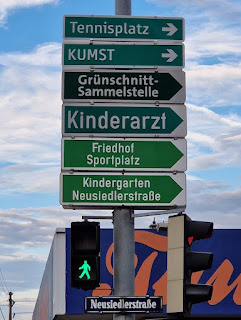 Tennisplatz
KUMST
Grünschnitt-
Sammelstelle
Kinderarzt
Friedhof
Sportplatz
Kindergarten
Neusiedlerstraße
Neusiedlerstraße